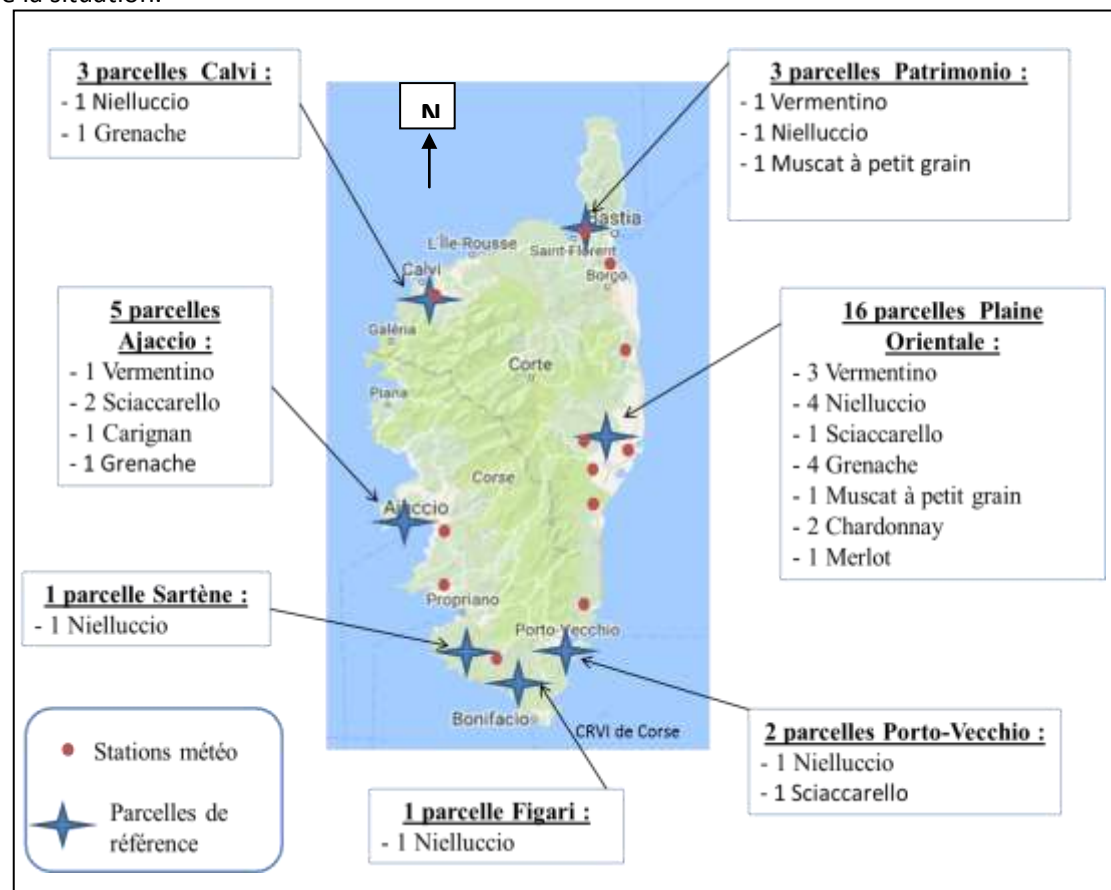 e la situation.
3 parcelles Calvi :
- 1 Nielluccio
- 1 Grenache
N
3 parcelles Patrimonio :
- 1 Vermentino
- 1 Nielluccio
- 1 Muscat à petit grain
Bastia
L'Île-Rousse
Saint-Florent
Calvi
Borgo
5 parcelles
Ajaccio :
- 1 Vermentino
- 2 Sciaccarello
- 1 Carignan
- 1 Grenache
Galéria
Corte
Piana
Corse
Ajaccio
16 parcelles Plaine
Orientale :
- 3 Vermentino
- 4 Nielluccio
- 1 Sciaccarello
- 4 Grenache
- 1 Muscat à petit grain
- 2 Chardonnay
- 1 Merlot
1 parcelle Sartène :
- 1 Nielluccio
Propriano
Porto-Vecchio
Bonifacio
CRVI de Corse
2 parcelles Porto-Vecchio :
- 1 Nielluccio
- 1 Sciaccarello
Stations météo
Parcelles de
référence
1 parcelle Figari :
- 1 Nielluccio